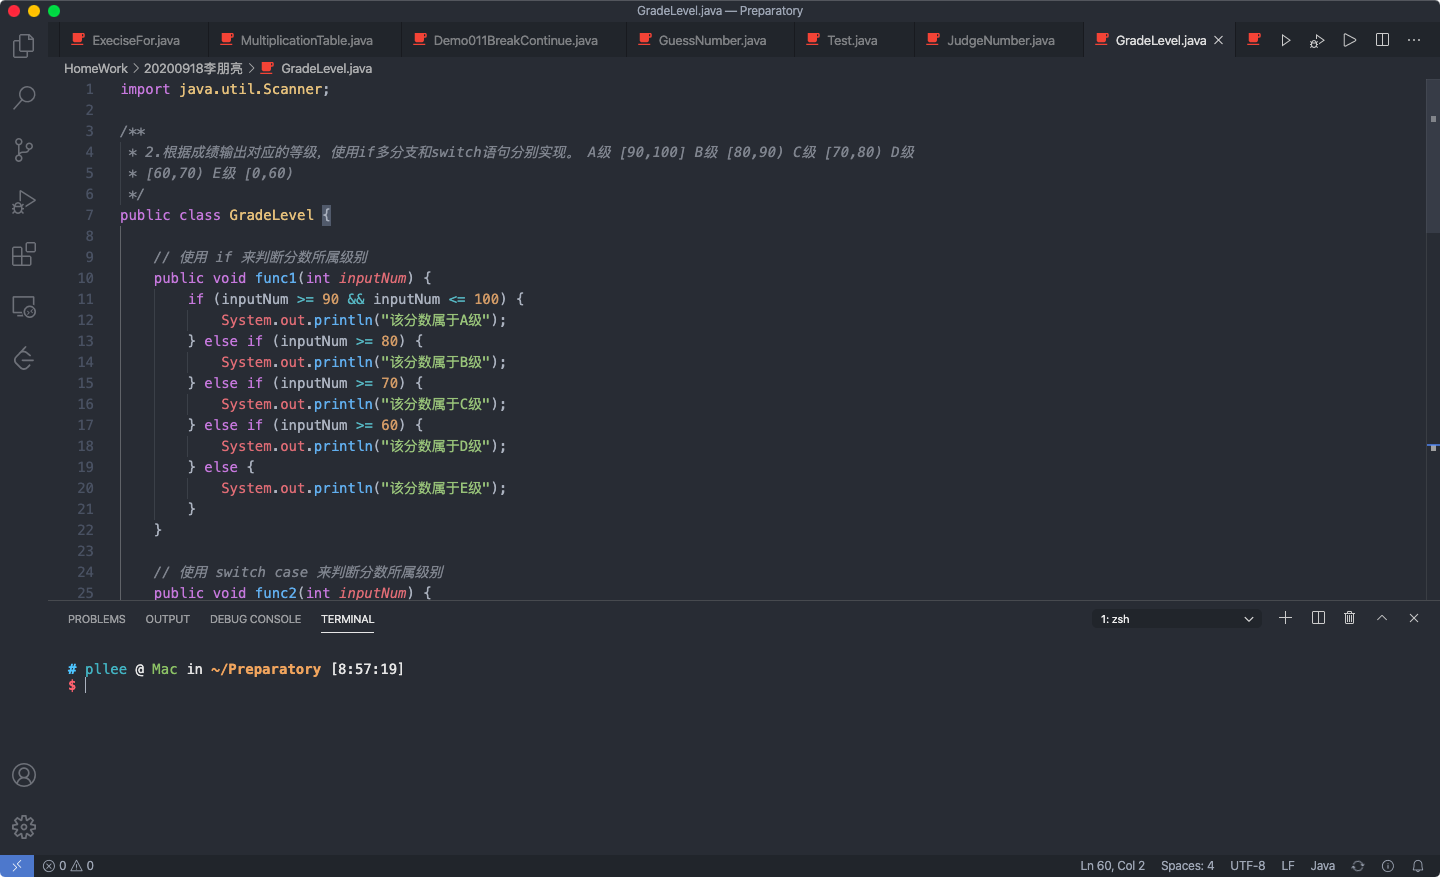 GradeLevel.java — Preparatory
ExeciseFor.java MultiplicationTable.java Demo011BreakContinue.java GuessNumber.java Test.java JudgeNumber.java GradeLevel.java
HomeWork > 20200918李朋亮 > GradeLevel.java
1 import java.util.Scanner;
2
3 /**
4 * 2.根据成绩输出对应的等级，使用if多分支和switch语句分别实现。 A级 [90,100] B级 [80,90) C级 [70,80) D级
5 * [60,70) E级 [0,60)
6 */
7 public class GradeLevel {
8
9 // 使用 if 来判断分数所属级别
10 public void func1(int inputNum) {
11 if (inputNum >= 90 && inputNum <= 100) {
12 System.out.println("该分数属于A级");
13 } else if (inputNum >= 80) {
14 System.out.println("该分数属于B级");
15 } else if (inputNum >= 70) {
16 System.out.println("该分数属于C级");
17 } else if (inputNum >= 60) {
18 System.out.println("该分数属于D级");
19 } else {
20 System.out.println("该分数属于E级");
21 }
22 }
23
24 // 使用 switch case 来判断分数所属级别
25 public void func2(int inputNum) {
PROBLEMS OUTPUT DEBUG CONSOLE TERMINAL 1: zsh
# pllee @ Mac in ~/Preparatory [8:57:19]
$
0 0 Ln 60, Col 2 Spaces: 4 UTF-8 LF Java